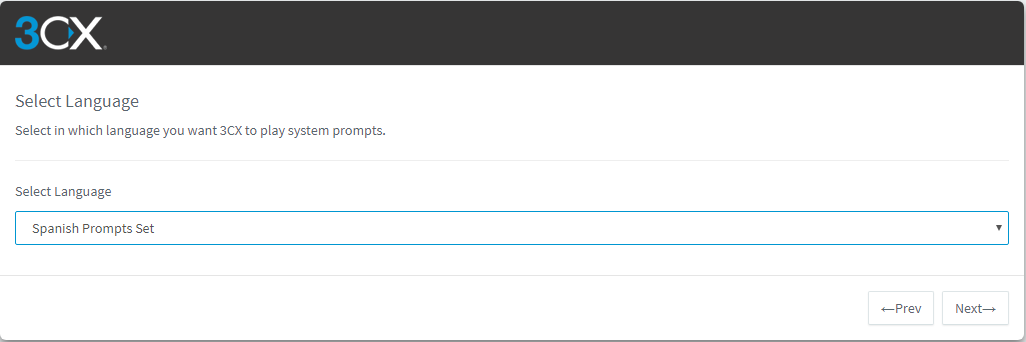 3CX
Select Language
Select in which language you want 3CX to play system prompts.
Select Language
Spanish Prompts Set
←Prev Next→